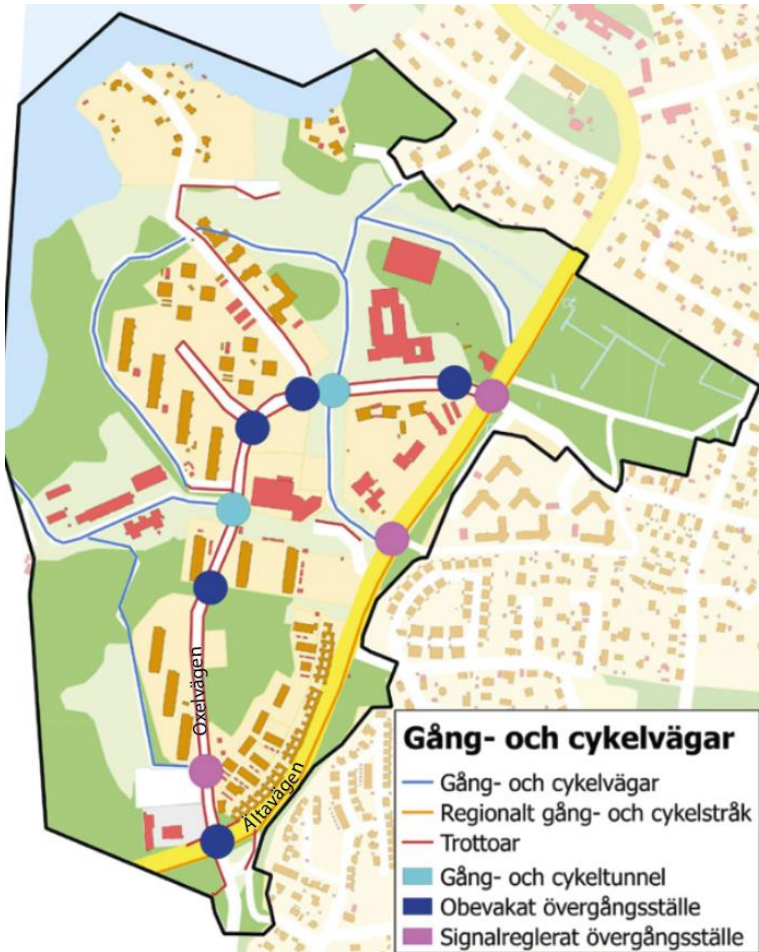 Oxelvägen
Ältavägen
Gång- och cykelvägar
Gång- och cykelvägar
Regionalt gång- och cykelstråk
Trottoar
Gång- och cykeltunnel
Obevakat övergångsställe
Signalreglerat övergångsställe